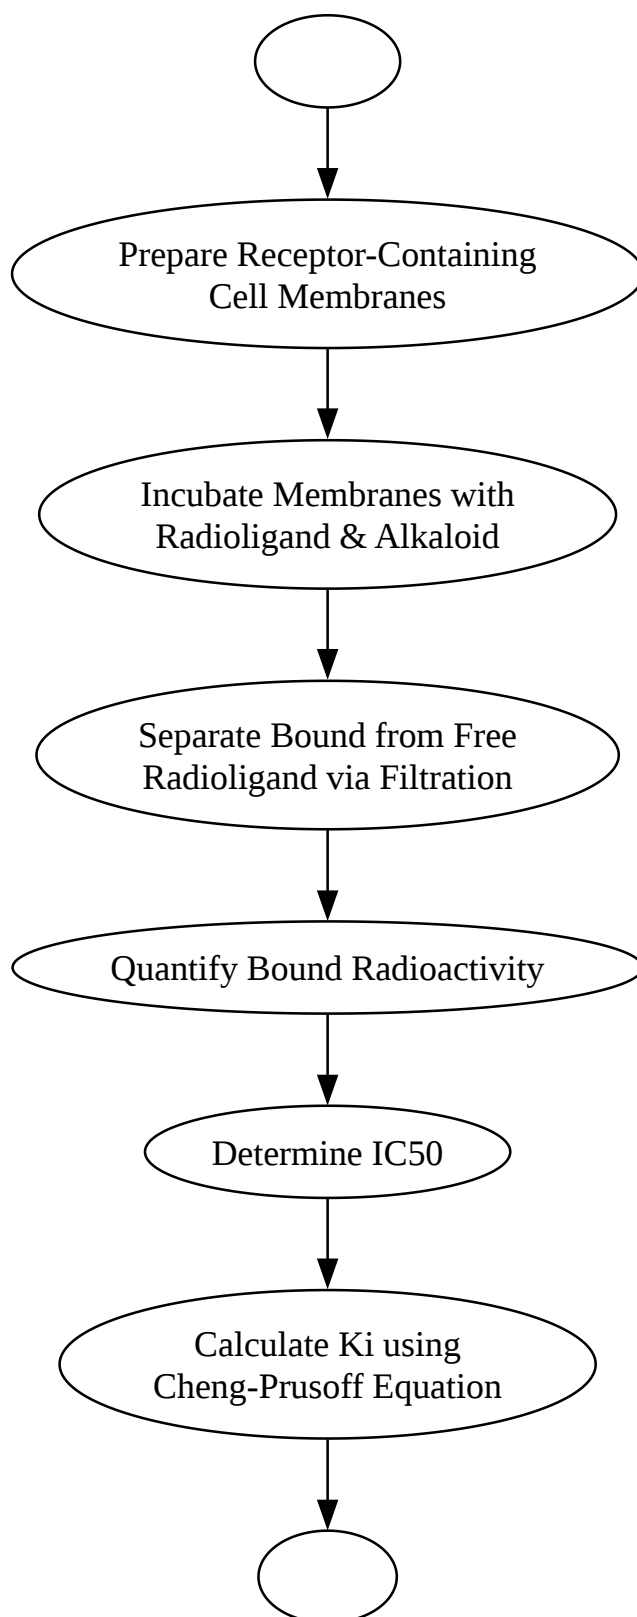 Prepare Receptor-Containing
Cell Membranes
Incubate Membranes with
Radioligand & Alkaloid
Separate Bound from Free
Radioligand via Filtration
Quantify Bound Radioactivity
Determine IC50
Calculate Ki using
Cheng-Prusoff Equation